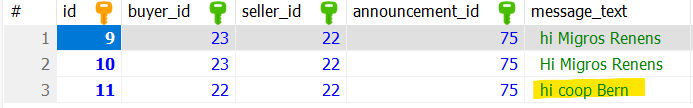 # id buyer_id seller_id announcement_id message_text
1 9 23 22 75 hi Migros Renens
2 10 23 22 75 Hi Migros Renens
3 11 22 22 75 hi coop Bern